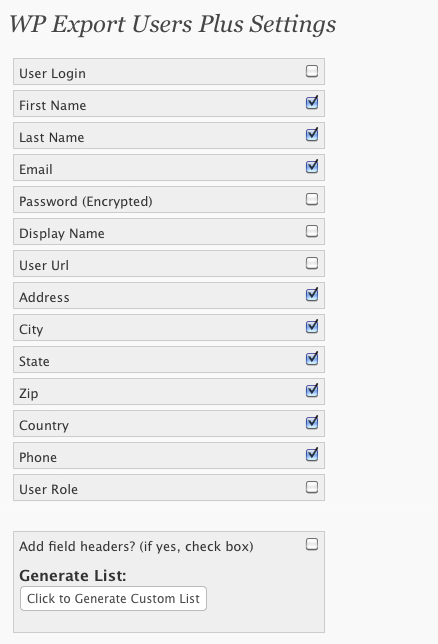 WP Export Users Plus Settings
User Login
First Name
Last Name
Email
Password (Encrypted)
Display Name
User Url
Address
City
State
Zip
Country
Phone
User Role
Add field headers? (if yes, check box)
Generate List:
Click to Generate Custom List